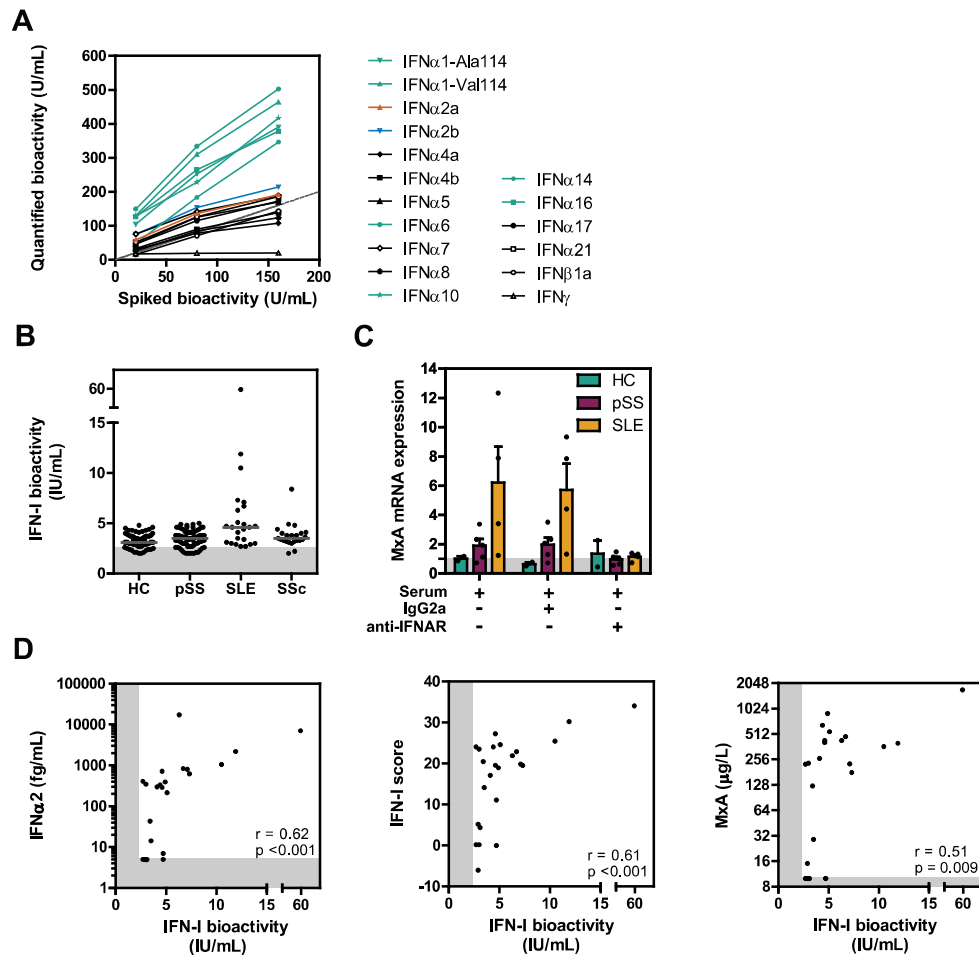 A
Quantified bioactivity (U/mL)
600
500
400
300
200
100
0
0 50 100 150 200
Spiked bioactivity (U/mL)
IFNα1-Ala114
IFNα1-Val114
IFNα2a
IFNα2b
IFNα4a
IFNα4b
IFNα5
IFNα6
IFNα7
IFNα8
IFNα10
IFNα14
IFNα16
IFNα17
IFNα21
IFNβ1a
IFNγ
B
IFN-I bioactivity
(IU/mL)
60
15
10
5
0
HC pSS SLE SSc
C
MxA mRNA expression
14
12
10
8
6
4
2
1
0
HC
pSS
SLE
Serum + + + + + + + + +
IgG2a - + -
anti-IFNAR - - +
D
IFNα2 (fg/mL)
100000
10000
1000
100
10
1
r = 0.62
p <0.001
0 5 10 15 60
IFN-I bioactivity
(IU/mL)
IFN-I score
40
30
20
10
0
-10
r = 0.61
p <0.001
0 5 10 15 60
IFN-I bioactivity
(IU/mL)
MxA (µg/L)
2048
1024
512
256
128
64
32
16
8
r = 0.51
p = 0.009
0 5 10 15 60
IFN-I bioactivity
(IU/mL)